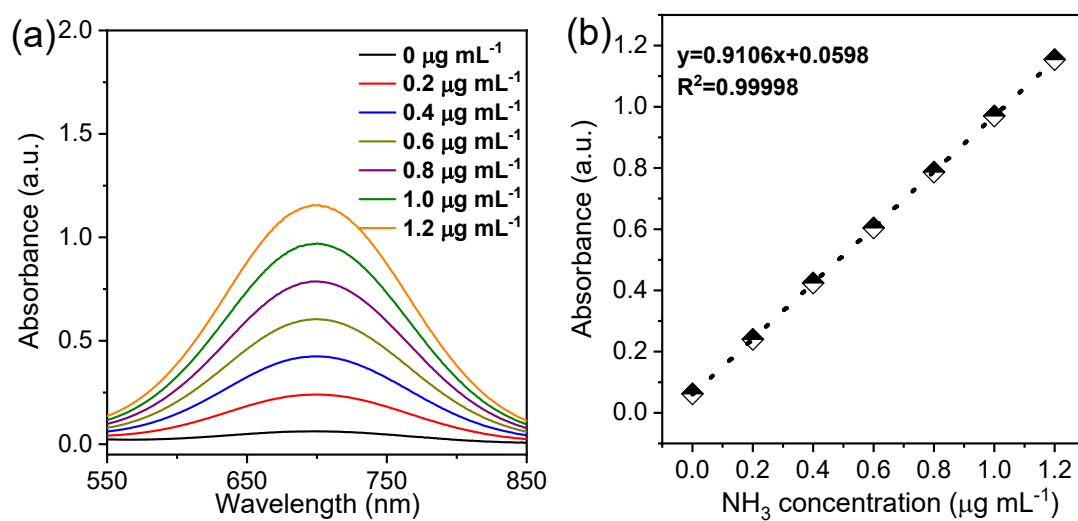 (a)
2.0
1.5
1.0
0.5
0.0
Absorbance (a.u.)
0 μg mL⁻¹
0.2 μg mL⁻¹
0.4 μg mL⁻¹
0.6 μg mL⁻¹
0.8 μg mL⁻¹
1.0 μg mL⁻¹
1.2 μg mL⁻¹
550 650 750 850
Wavelength (nm)
(b)
y=0.9106x+0.0598
R²=0.99998
1.2
1.0
0.8
0.6
0.4
0.2
0.0
Absorbance (a.u.)
0.0 0.2 0.4 0.6 0.8 1.0 1.2
NH₃ concentration (μg mL⁻¹)